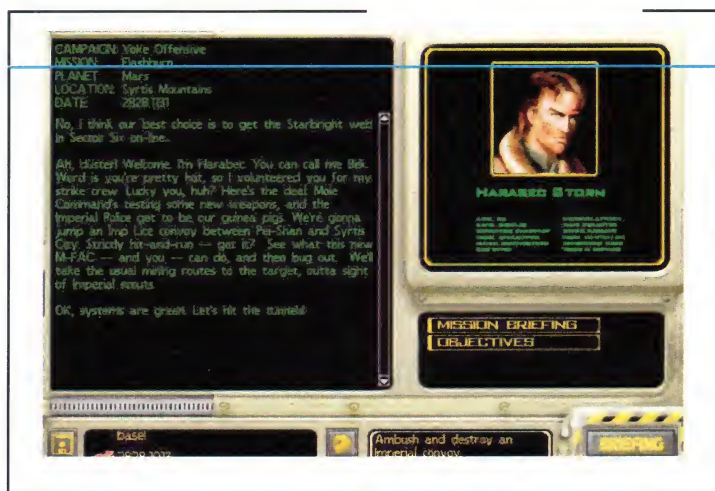 CAMPAIGN: Yoke Offensive
MISSION: Flashburn
PLANET: Mars
LOCATION: Syrtis Mountains
DATE:
No, I think our best choice is to get the Starbright web
in Sector Six on-line.
Ah, blister! Welcome. I'm Harabec. You can call me Bek.
Word is you're pretty hot, so I volunteered you for my
strike crew. Lucky you, huh? Here's the deal: Mole
Command's testing some new weapons, and the
Imperial Police get to be our guinea pigs. We're gonna
jump an Imp Lice convoy between Pei-Shan and Syrtis
City. Strictly hit-and-run — get it? See what this new
M-FAC — and you — can do, and then bug out. We'll
take the usual mining routes to the target, outta sight
of Imperial scouts.
OK, systems are green. Let's hit the tunnels!
HARABEC STORM
MISSION BRIEFING
OBJECTIVES
basel
Ambush and destroy an
Imperial convoy.
BRIEFING